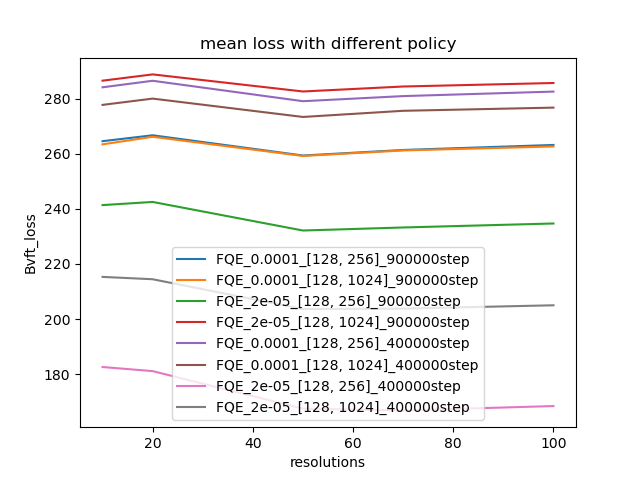 mean loss with different policy
Bvft_loss
280
260
240
220
200
180
FQE_0.0001_[128, 256]_900000step
FQE_0.0001_[128, 1024]_900000step
FQE_2e-05_[128, 256]_900000step
FQE_2e-05_[128, 1024]_900000step
FQE_0.0001_[128, 256]_400000step
FQE_0.0001_[128, 1024]_400000step
FQE_2e-05_[128, 256]_400000step
FQE_2e-05_[128, 1024]_400000step
20 40 60 80 100
resolutions